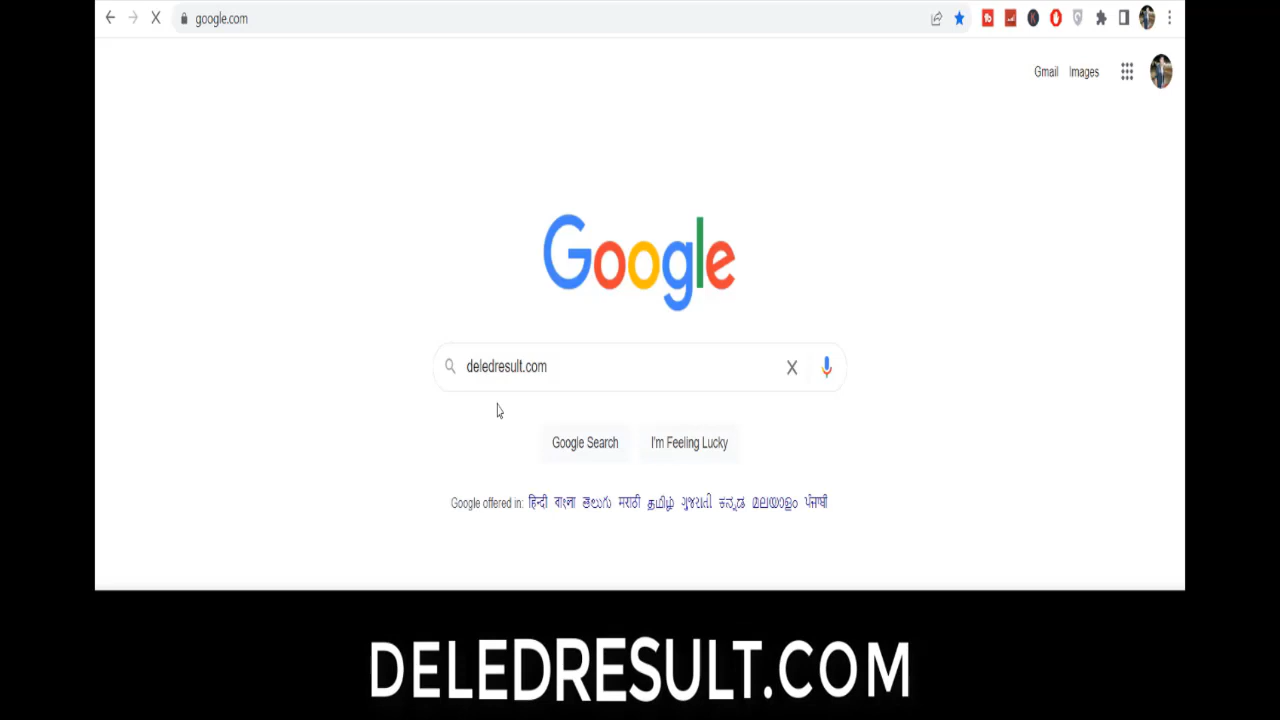 google.com
Gmail Images
Google
deledresult.com
Google Search I'm Feeling Lucky
Google offered in: हिन्दी বাংলা తెలుగు मराठी தமிழ் ગુજરાતી ಕನ್ನಡ മലയാളം ਪੰਜਾਬੀ
DELEDRESULT.COM